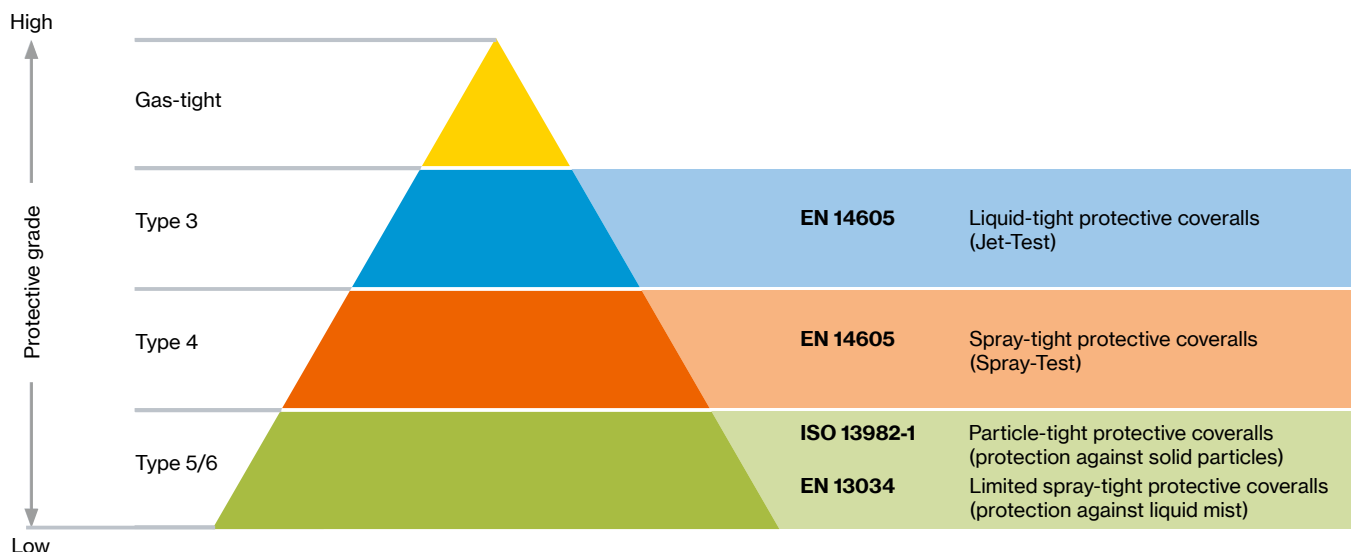 High
Gas-tight
Protective grade
Type 3
EN 14605
Liquid-tight protective coveralls
(Jet-Test)
Type 4
EN 14605
Spray-tight protective coveralls
(Spray-Test)
Type 5/6
ISO 13982-1
Particle-tight protective coveralls
(protection against solid particles)
EN 13034
Limited spray-tight protective coveralls
(protection against liquid mist)
Low